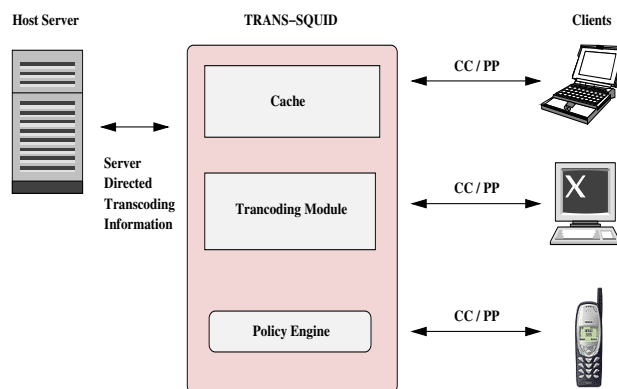 Host Server
TRANS-SQUID
Clients
Cache
CC / PP
Server
Directed
Transcoding
Information
Trancoding Module
CC / PP
X
Policy Engine
CC / PP